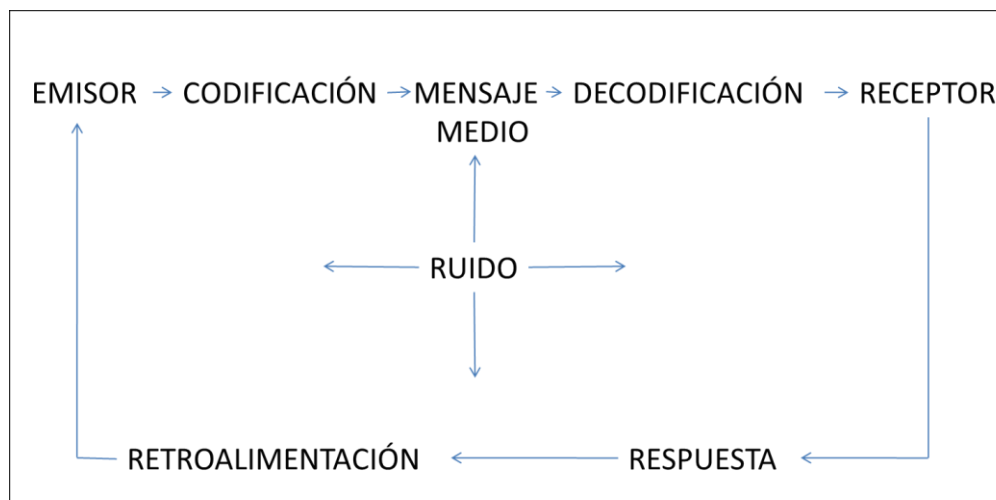 EMISOR CODIFICACIÓN MENSAJE DECODIFICACIÓN RECEPTOR
MEDIO
RUIDO
RETROALIMENTACIÓN RESPUESTA